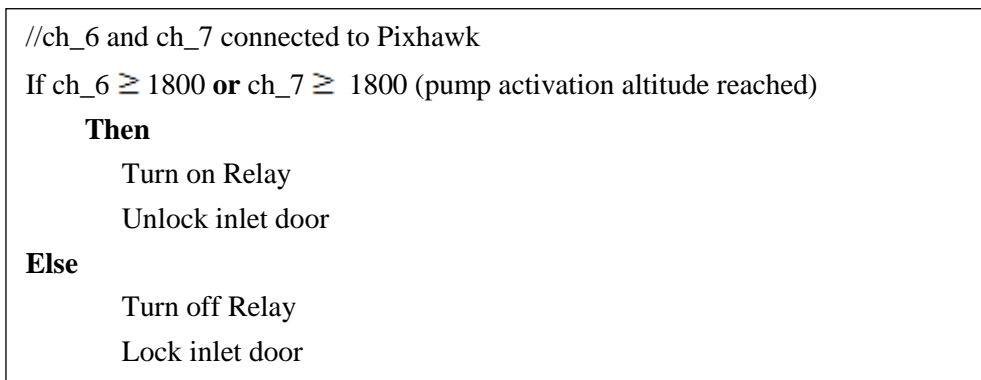 //ch_6 and ch_7 connected to Pixhawk
If ch_6 ≥ 1800 or ch_7 ≥ 1800 (pump activation altitude reached)
Then
Turn on Relay
Unlock inlet door
Else
Turn off Relay
Lock inlet door